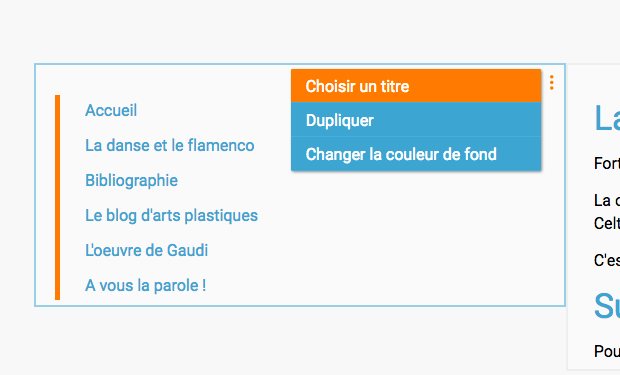 Choisir un titre
Dupliquer
Changer la couleur de fond
Accueil
La danse et le flamenco
Bibliographie
Le blog d'arts plastiques
L'oeuvre de Gaudi
A vous la parole !
La
Fort
La
Celt
C'es
Su
Pou